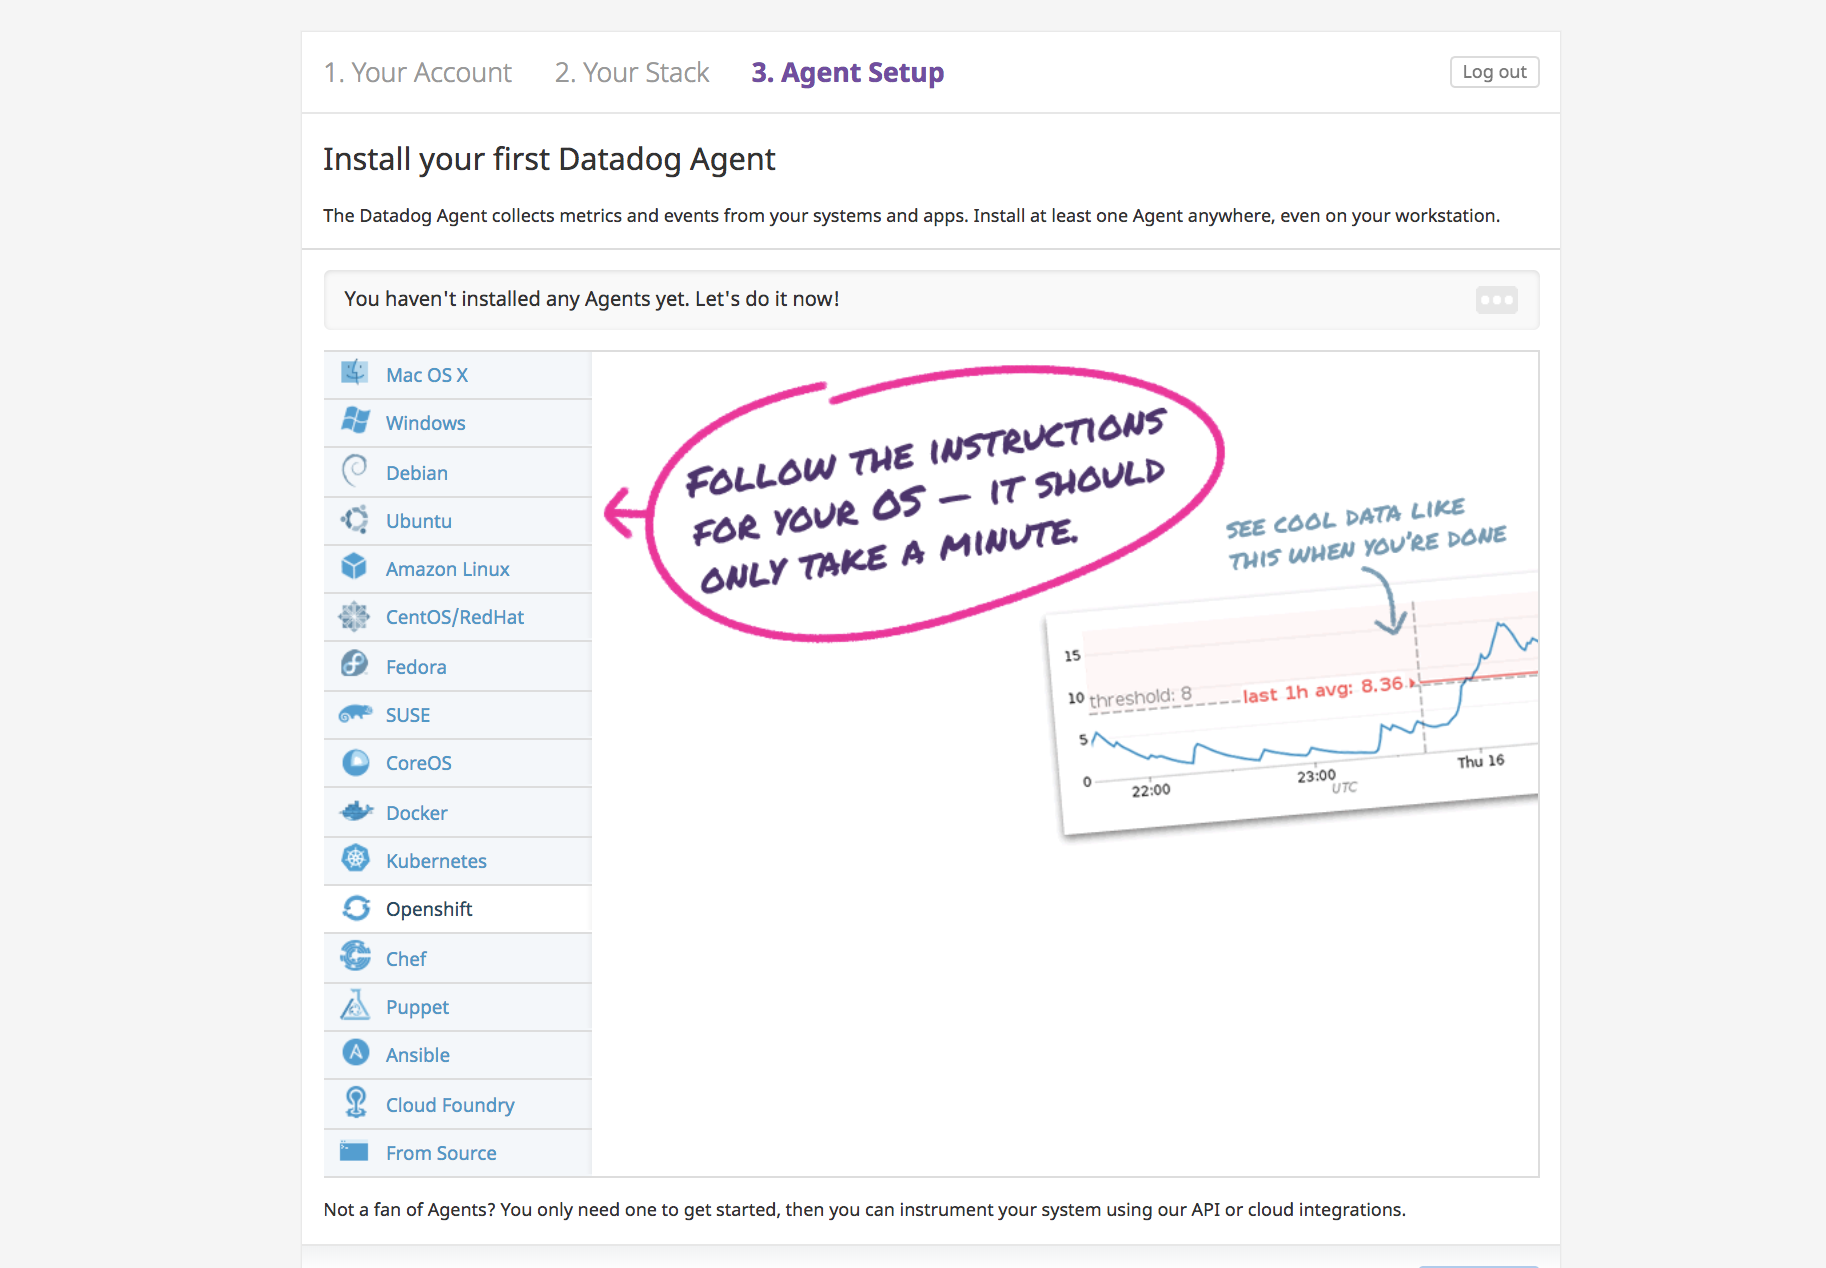 1. Your Account 2. Your Stack 3. Agent Setup Log out
Install your first Datadog Agent
The Datadog Agent collects metrics and events from your systems and apps. Install at least one Agent anywhere, even on your workstation.
You haven't installed any Agents yet. Let's do it now!
Mac OS X
Windows
Debian
Ubuntu
Amazon Linux
CentOS/RedHat
Fedora
SUSE
CoreOS
Docker
Kubernetes
Openshift
Chef
Puppet
Ansible
Cloud Foundry
From Source
FOLLOW THE INSTRUCTIONS
FOR YOUR OS — IT SHOULD
ONLY TAKE A MINUTE.
SEE COOL DATA LIKE
THIS WHEN YOU'RE DONE
15
10 threshold: 8 last 1h avg: 8.36
5
0
22:00 23:00 Thu 16
UTC
Not a fan of Agents? You only need one to get started, then you can instrument your system using our API or cloud integrations.